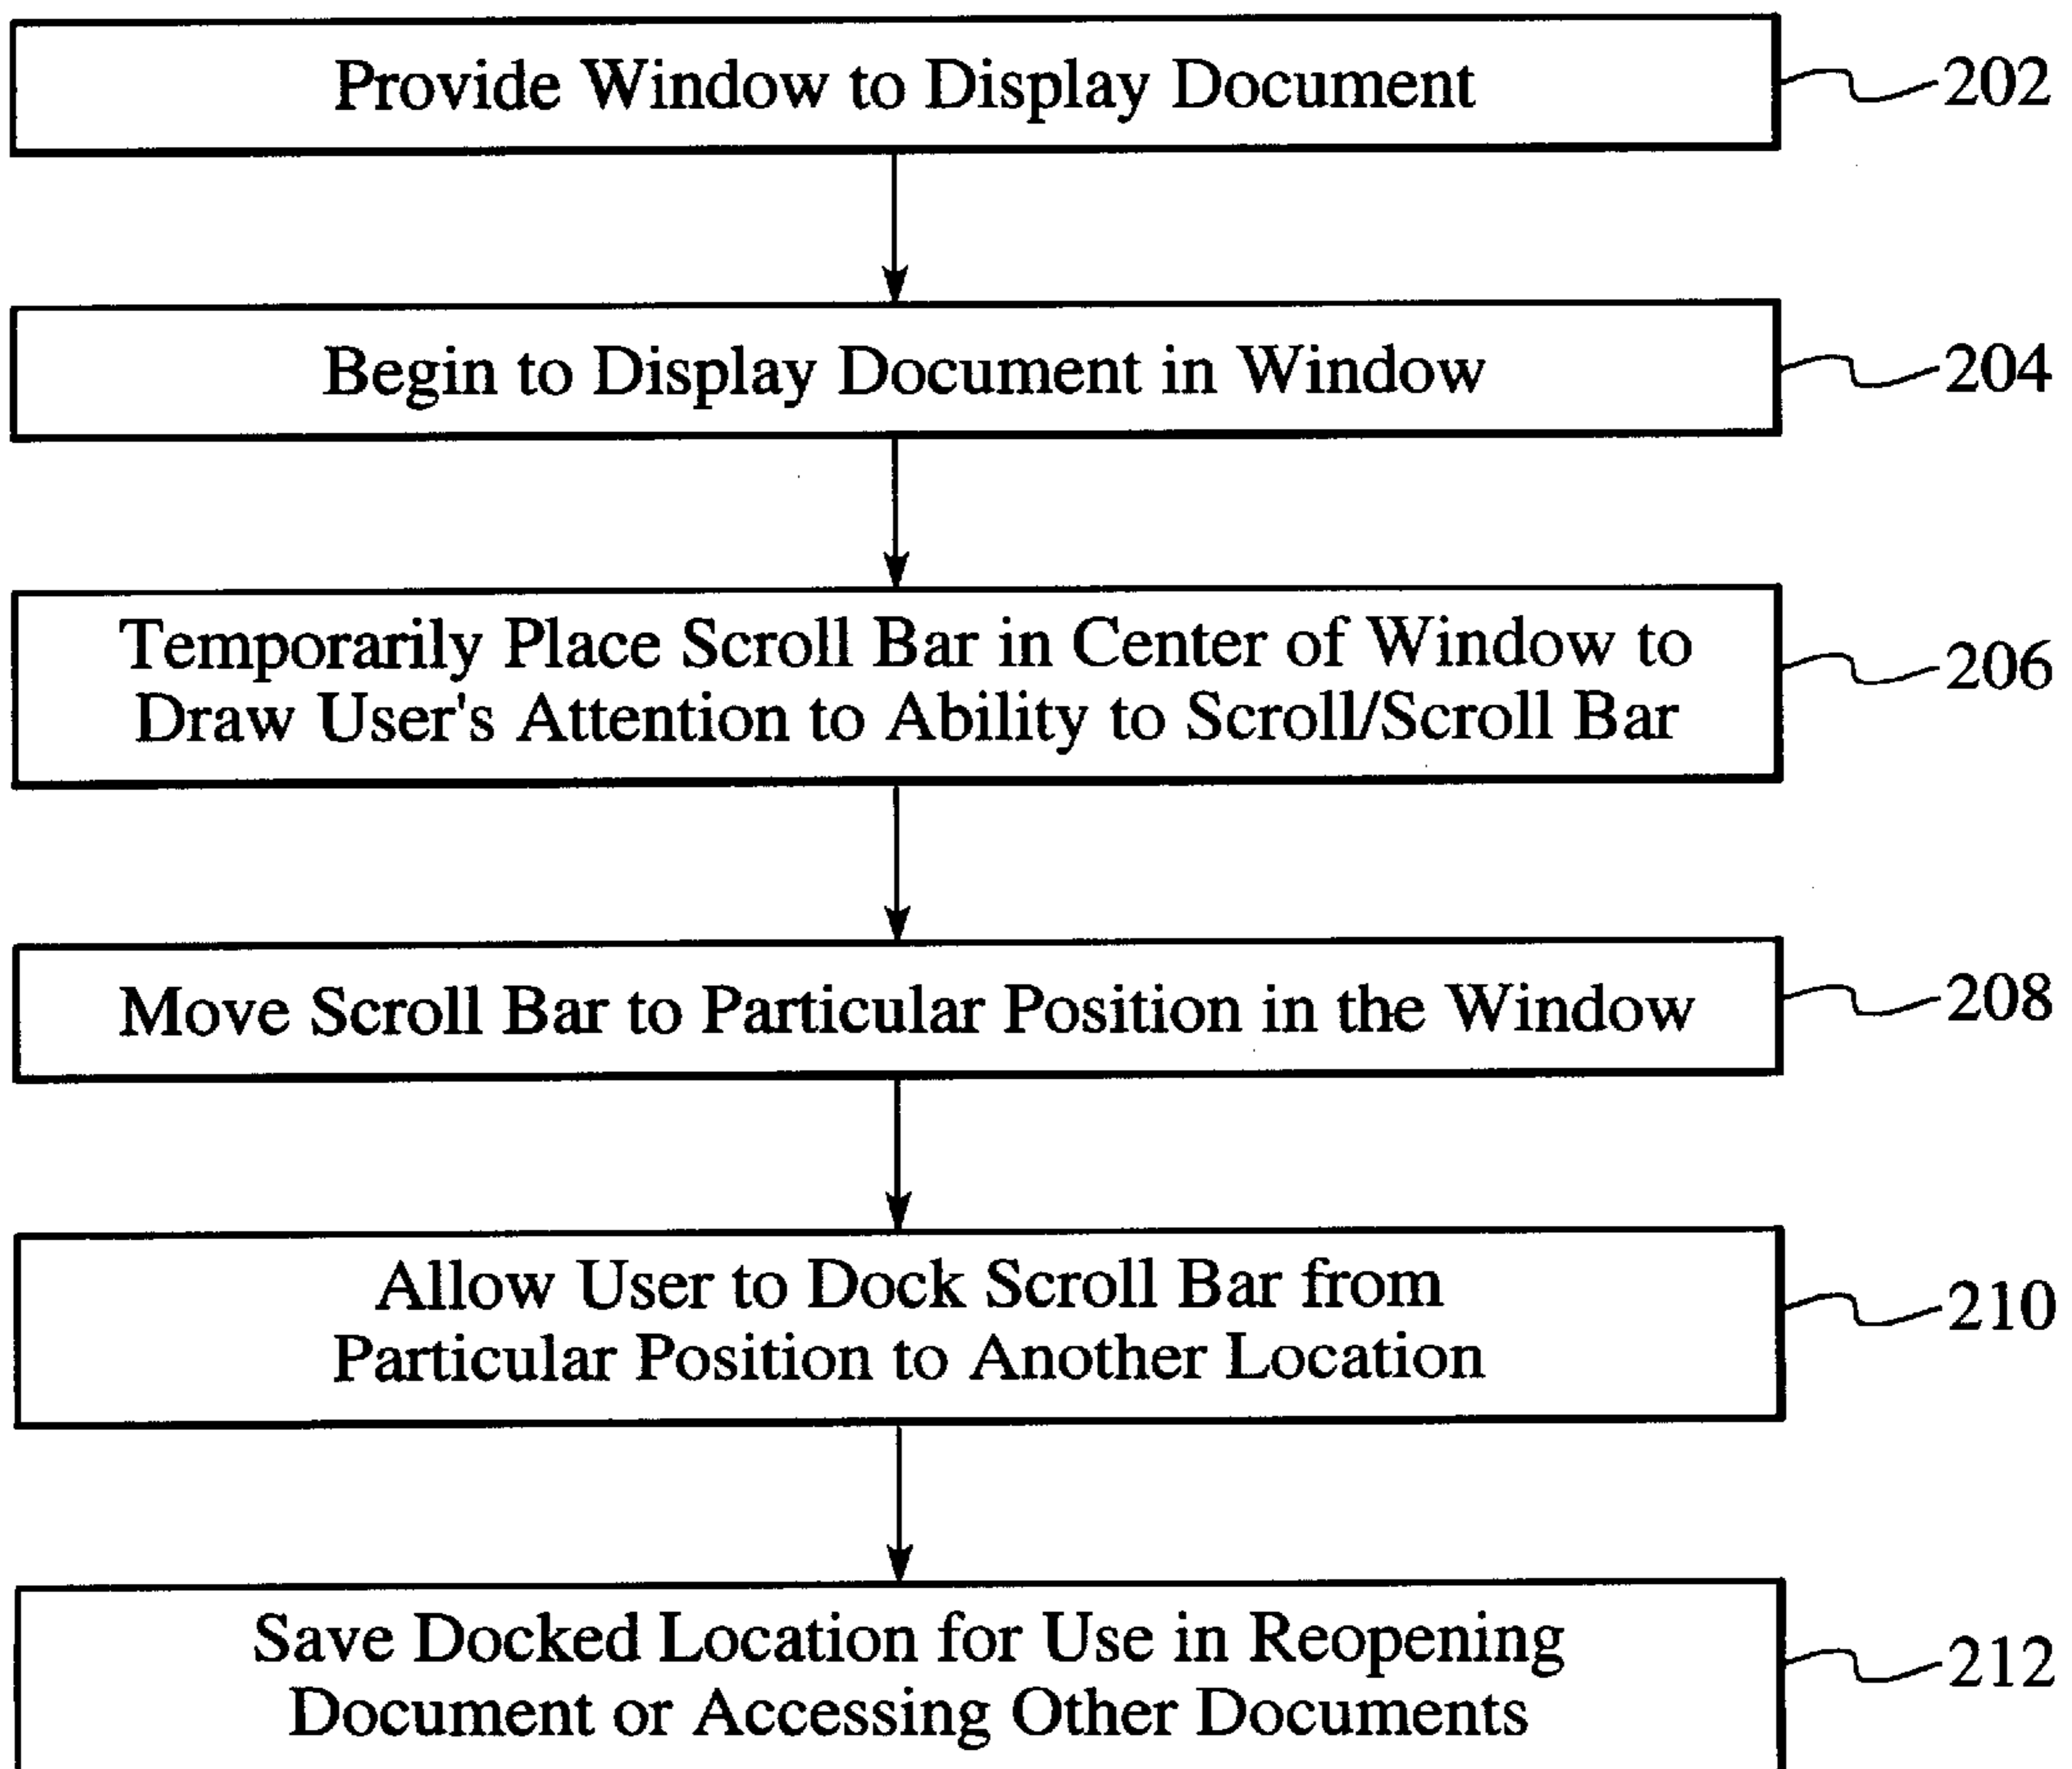 Provide Window to Display Document
202
Begin to Display Document in Window
204
Temporarily Place Scroll Bar in Center of Window to
Draw User's Attention to Ability to Scroll/Scroll Bar
206
Move Scroll Bar to Particular Position in the Window
208
Allow User to Dock Scroll Bar from
Particular Position to Another Location
210
Save Docked Location for Use in Reopening
Document or Accessing Other Documents
212